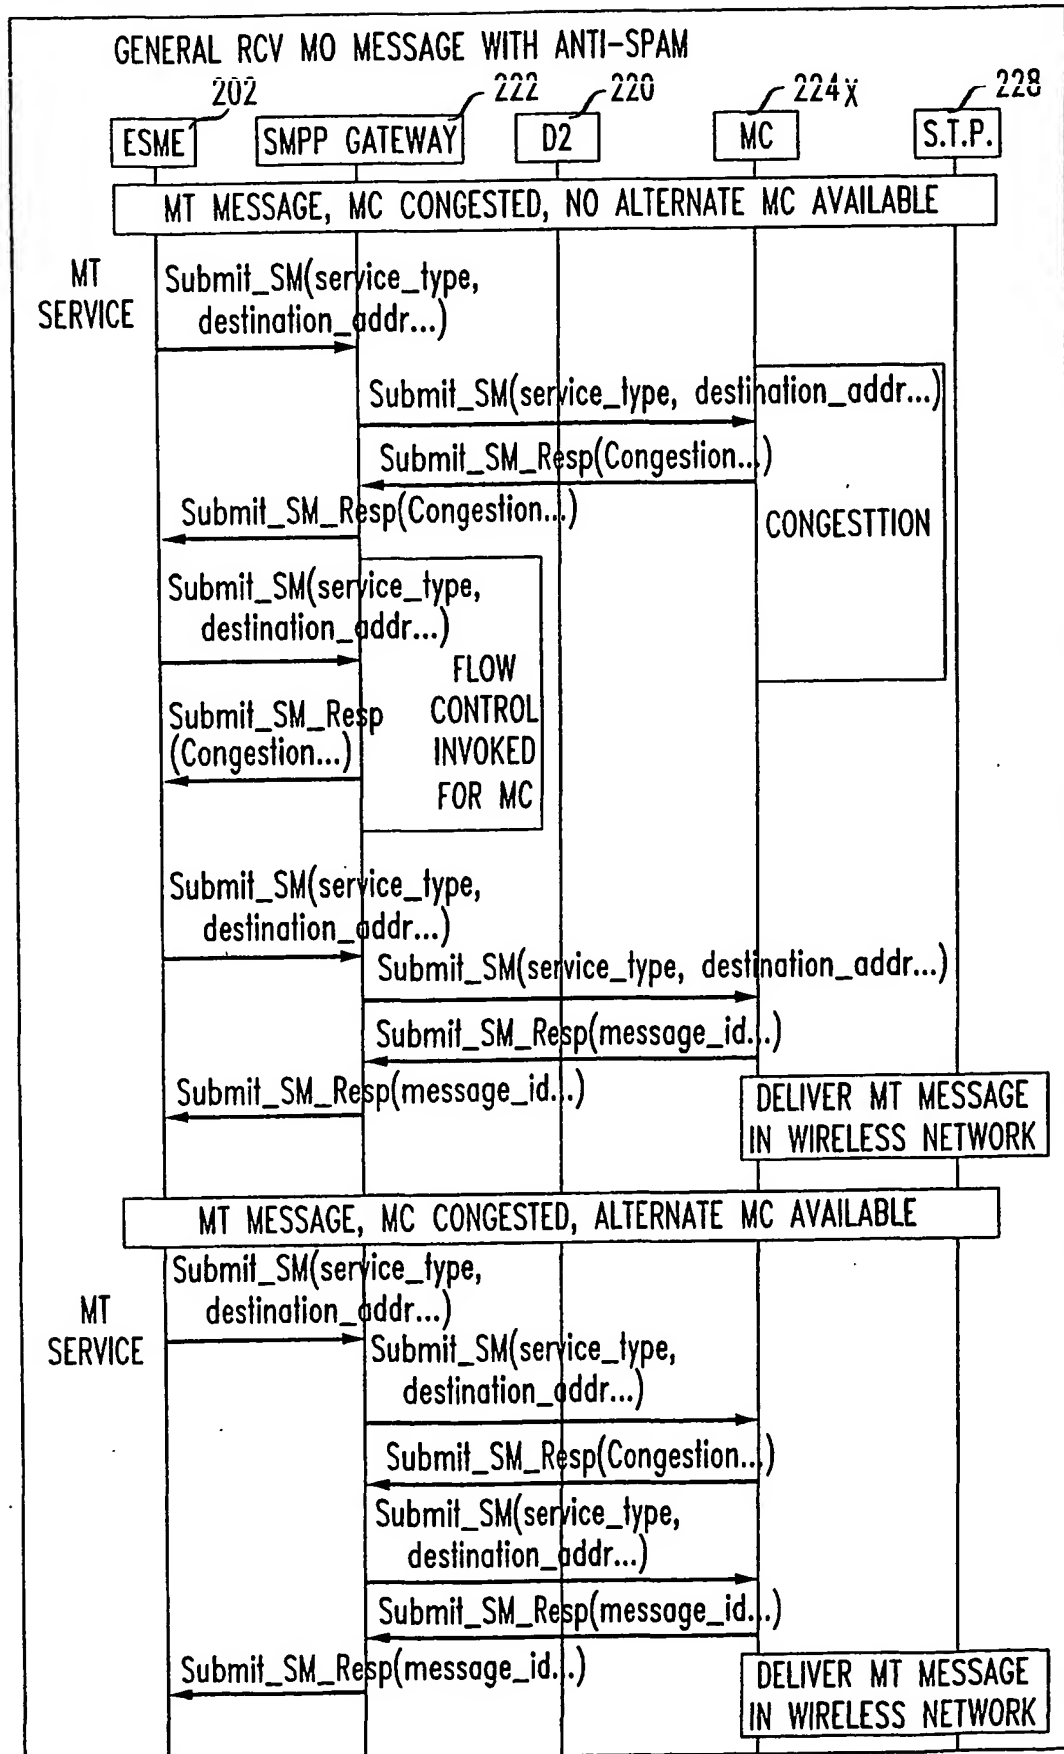 GENERAL RCV MO MESSAGE WITH ANTI-SPAM
202
222
220
224X
228
ESME
SMPP GATEWAY
D2
MC
S.T.P.
MT MESSAGE, MC CONGESTED, NO ALTERNATE MC AVAILABLE
MT
SERVICE
Submit_SM(service_type,
destination_addr...)
Submit_SM(service_type, destination_addr...)
Submit_SM_Resp(Congestion...)
Submit_SM_Resp(Congestion...)
CONGESTTION
Submit_SM(service_type,
destination_addr...)
FLOW
CONTROL
INVOKED
FOR MC
Submit_SM_Resp
(Congestion...)
Submit_SM(service_type,
destination_addr...)
Submit_SM(service_type, destination_addr...)
Submit_SM_Resp(message_id...)
Submit_SM_Resp(message_id...)
DELIVER MT MESSAGE
IN WIRELESS NETWORK
MT MESSAGE, MC CONGESTED, ALTERNATE MC AVAILABLE
MT
SERVICE
Submit_SM(service_type,
destination_addr...)
Submit_SM(service_type,
destination_addr...)
Submit_SM_Resp(Congestion...)
Submit_SM(service_type,
destination_addr...)
Submit_SM_Resp(message_id...)
Submit_SM_Resp(message_id...)
DELIVER MT MESSAGE
IN WIRELESS NETWORK